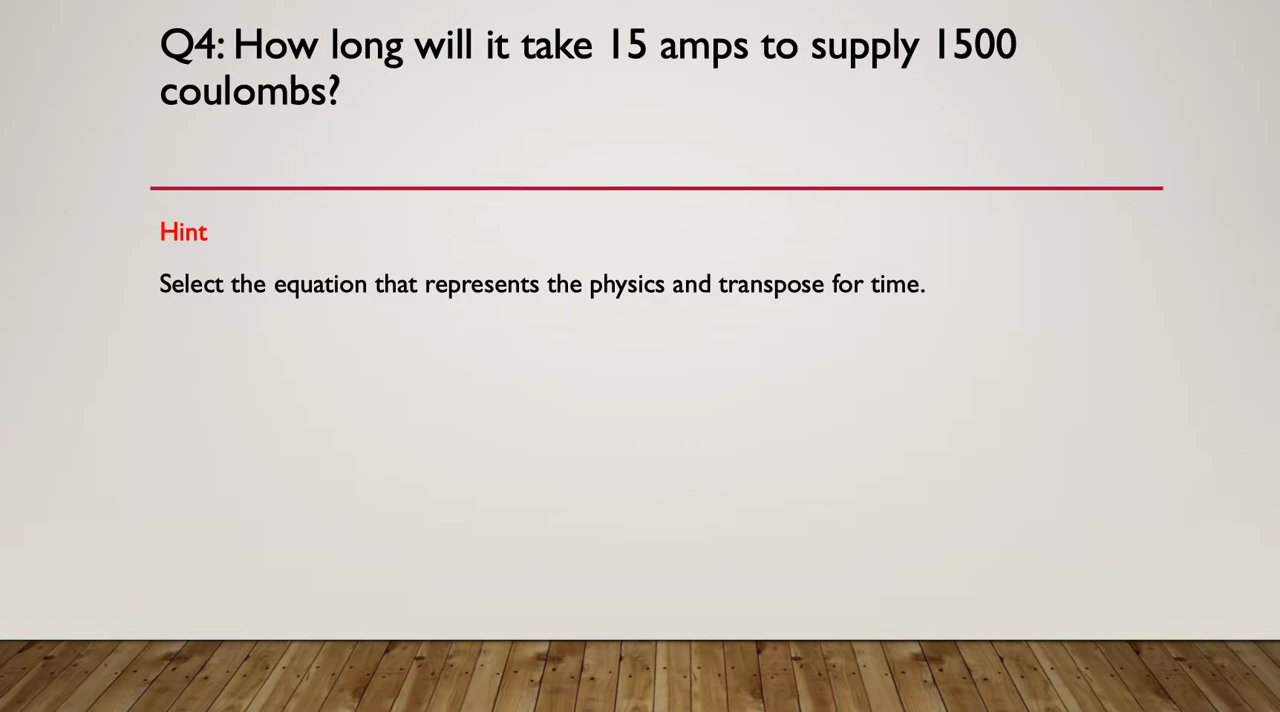 Q4: How long will it take 15 amps to supply 1500
coulombs?
Hint
Select the equation that represents the physics and transpose for time.